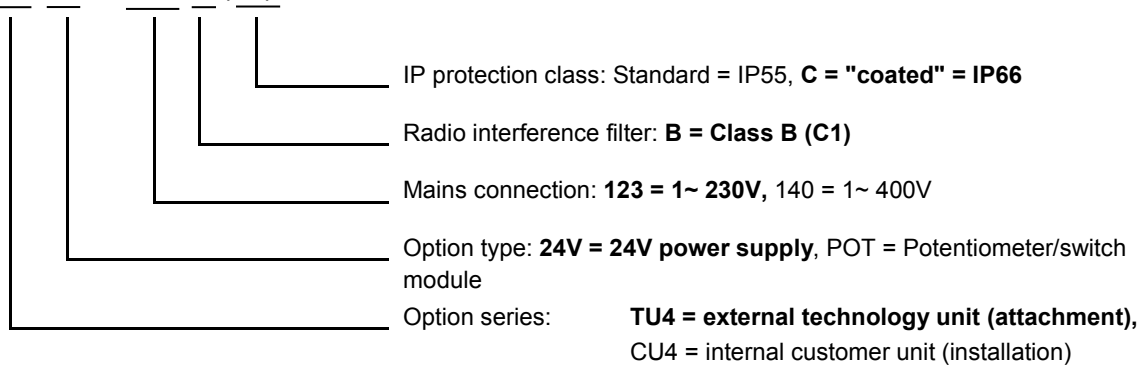 IP protection class: Standard = IP55, C = "coated" = IP66
Radio interference filter: B = Class B (C1)
Mains connection: 123 = 1~ 230V, 140 = 1~ 400V
Option type: 24V = 24V power supply, POT = Potentiometer/switch
module
Option series: TU4 = external technology unit (attachment),
CU4 = internal customer unit (installation)